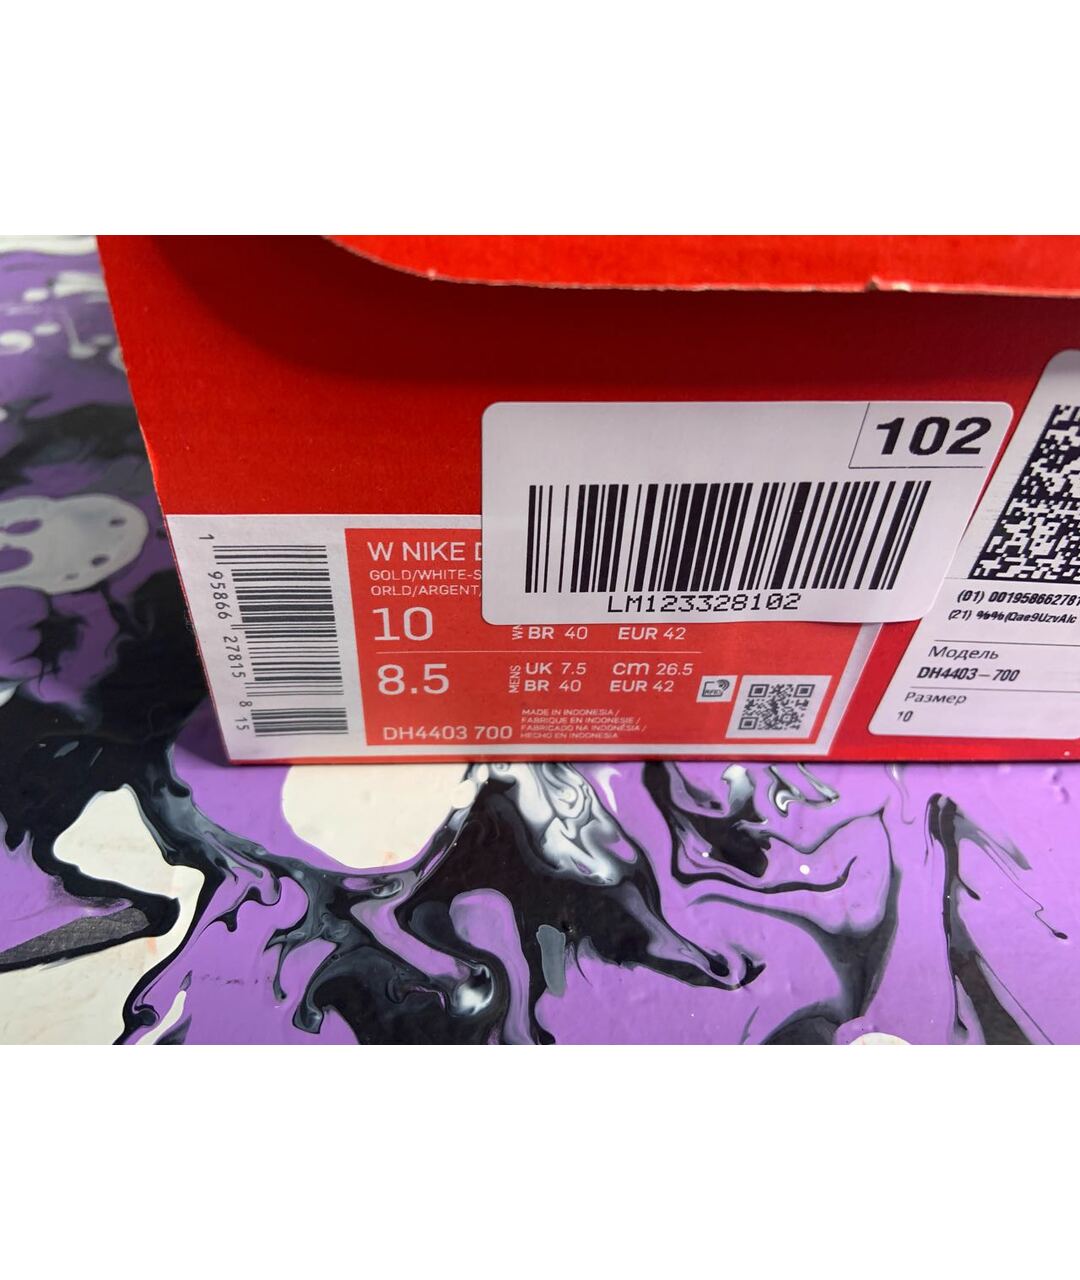 102
LM123328102
1 95866 27815 8 15
W NIKE
GOLD/WHITE-S
ORLD/ARGENT/
10
BR 40 EUR 42
8.5
MENS
UK 7.5 cm 26.5
BR 40 EUR 42
DH4403 700
MADE IN INDONESIA /
FABRIQUE EN INDONESIE /
FABRICADO NA INDONÉSIA /
HECHO EN INDONESIA
RFID
(01) 001958662781
Модель
DH4403-700
Размер
10